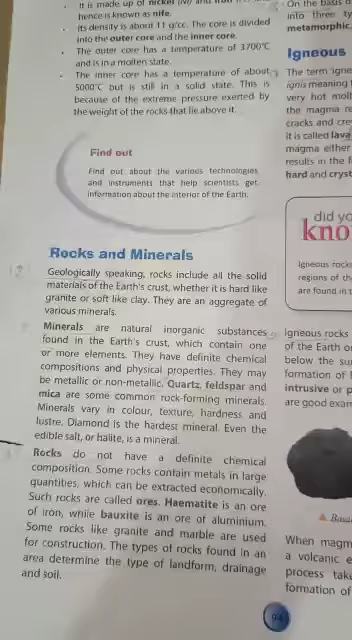 It is made up of nickel (Ni) and iron
hence is known as nife.
Its density is about 11 g/cc. The core is divided
into the outer core and the inner core.
The outer core has a temperature of 3700°C
and is in a molten state.
The inner core has a temperature of about
5000°C but is still in a solid state. This is
because of the extreme pressure exerted by
the weight of the rocks that lie above it.
Find out
Find out about the various technologies
and instruments that help scientists get
information about the interior of the Earth.
Rocks and Minerals
Geologically speaking, rocks include all the solid
materials of the Earth's crust, whether it is hard like
granite or soft like clay. They are an aggregate of
various minerals.
Minerals are natural inorganic substances
found in the Earth's crust, which contain one
or more elements. They have definite chemical
compositions and physical properties. They may
be metallic or non-metallic. Quartz, feldspar and
mica are some common rock-forming minerals.
Minerals vary in colour, texture, hardness and
lustre. Diamond is the hardest mineral. Even the
edible salt, or halite, is a mineral.
Rocks do not have a definite chemical
composition. Some rocks contain metals in large
quantities, which can be extracted economically.
Such rocks are called ores. Haematite is an ore
of iron, while bauxite is an ore of aluminium.
Some rocks like granite and marble are used
for construction. The types of rocks found in an
area determine the type of landform, drainage
and soil.
On the basis o
into three ty
metamorphic
Igneous
The term igne
ignis meaning
very hot molt
the magma
cracks and cre
it is called lava
magma either
results in the f
hard and cryst
did yo
kno
Igneous rocks
regions of th
are found in
Igneous rocks
of the Earth o
below the su
formation of
intrusive or p
are good exam
Basa
When magm
a volcanic e
process take
formation of